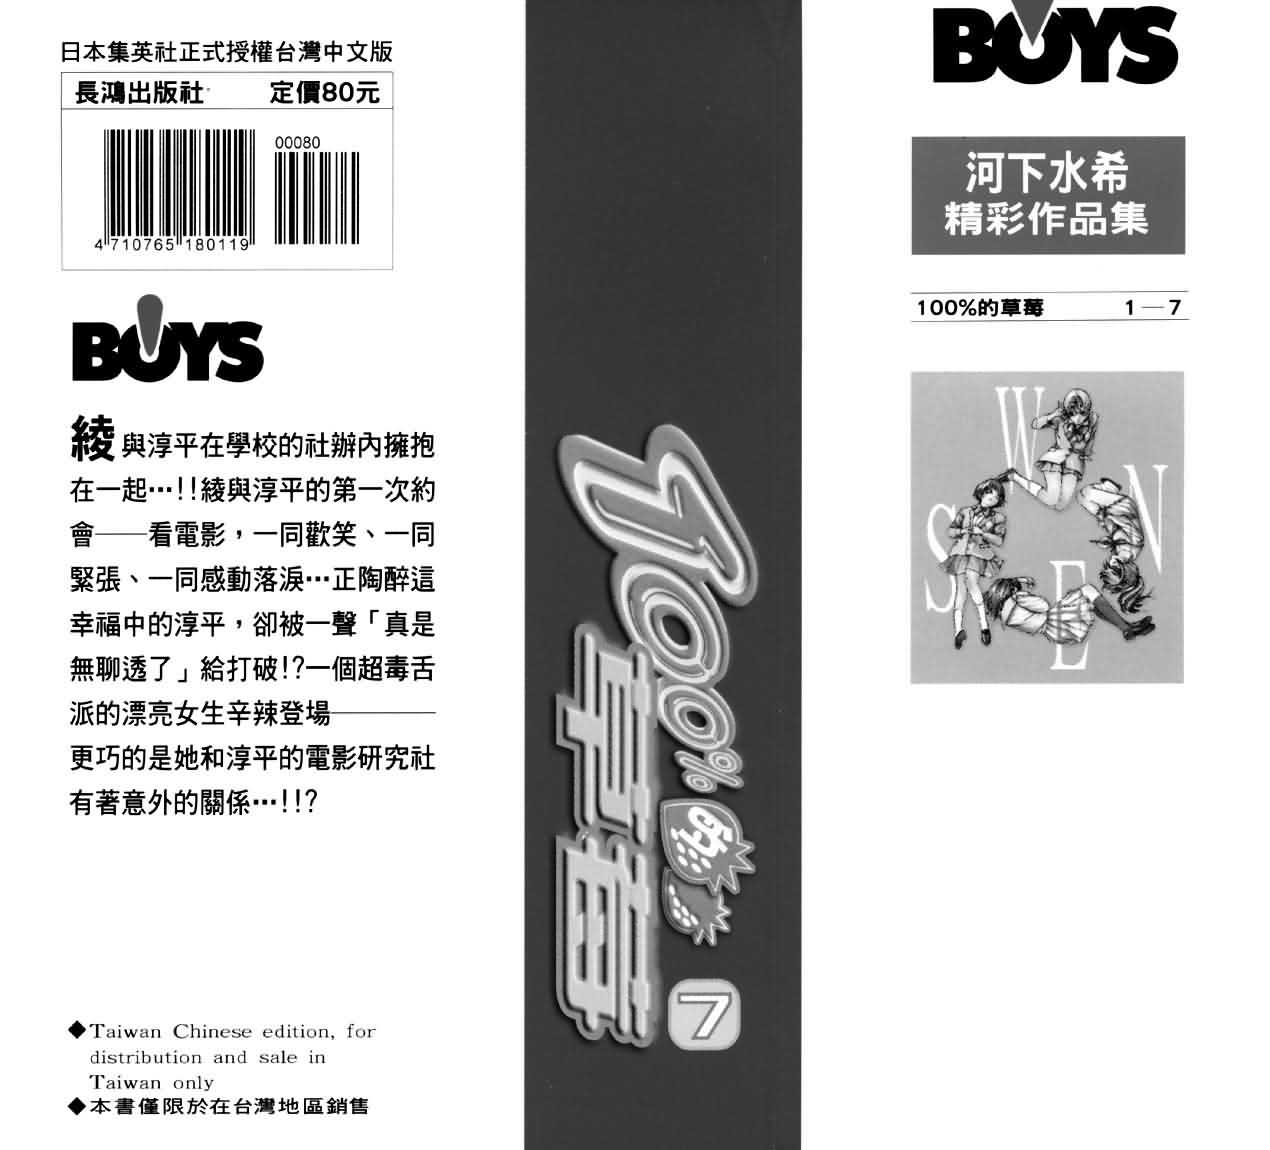 日本集英社正式授權台灣中文版
長鴻出版社 定價80元
00080
4 710765 180119
BOYS
綾與淳平在學校的社辦內擁抱
在一起…!!綾與淳平的第一次約
會——看電影，一同歡笑、一同
緊張、一同感動落淚…正陶醉這
幸福中的淳平，卻被一聲「真是
無聊透了」給打破!?一個超毒舌
派的漂亮女生辛辣登場————
更巧的是她和淳平的電影研究社
有著意外的關係…!!?
◆Taiwan Chinese edition, for
distribution and sale in
Taiwan only
◆本書僅限於在台灣地區銷售
100%的
草莓
7
BOYS
河下水希
精彩作品集
100%的草莓 1—7
W
N
S
E